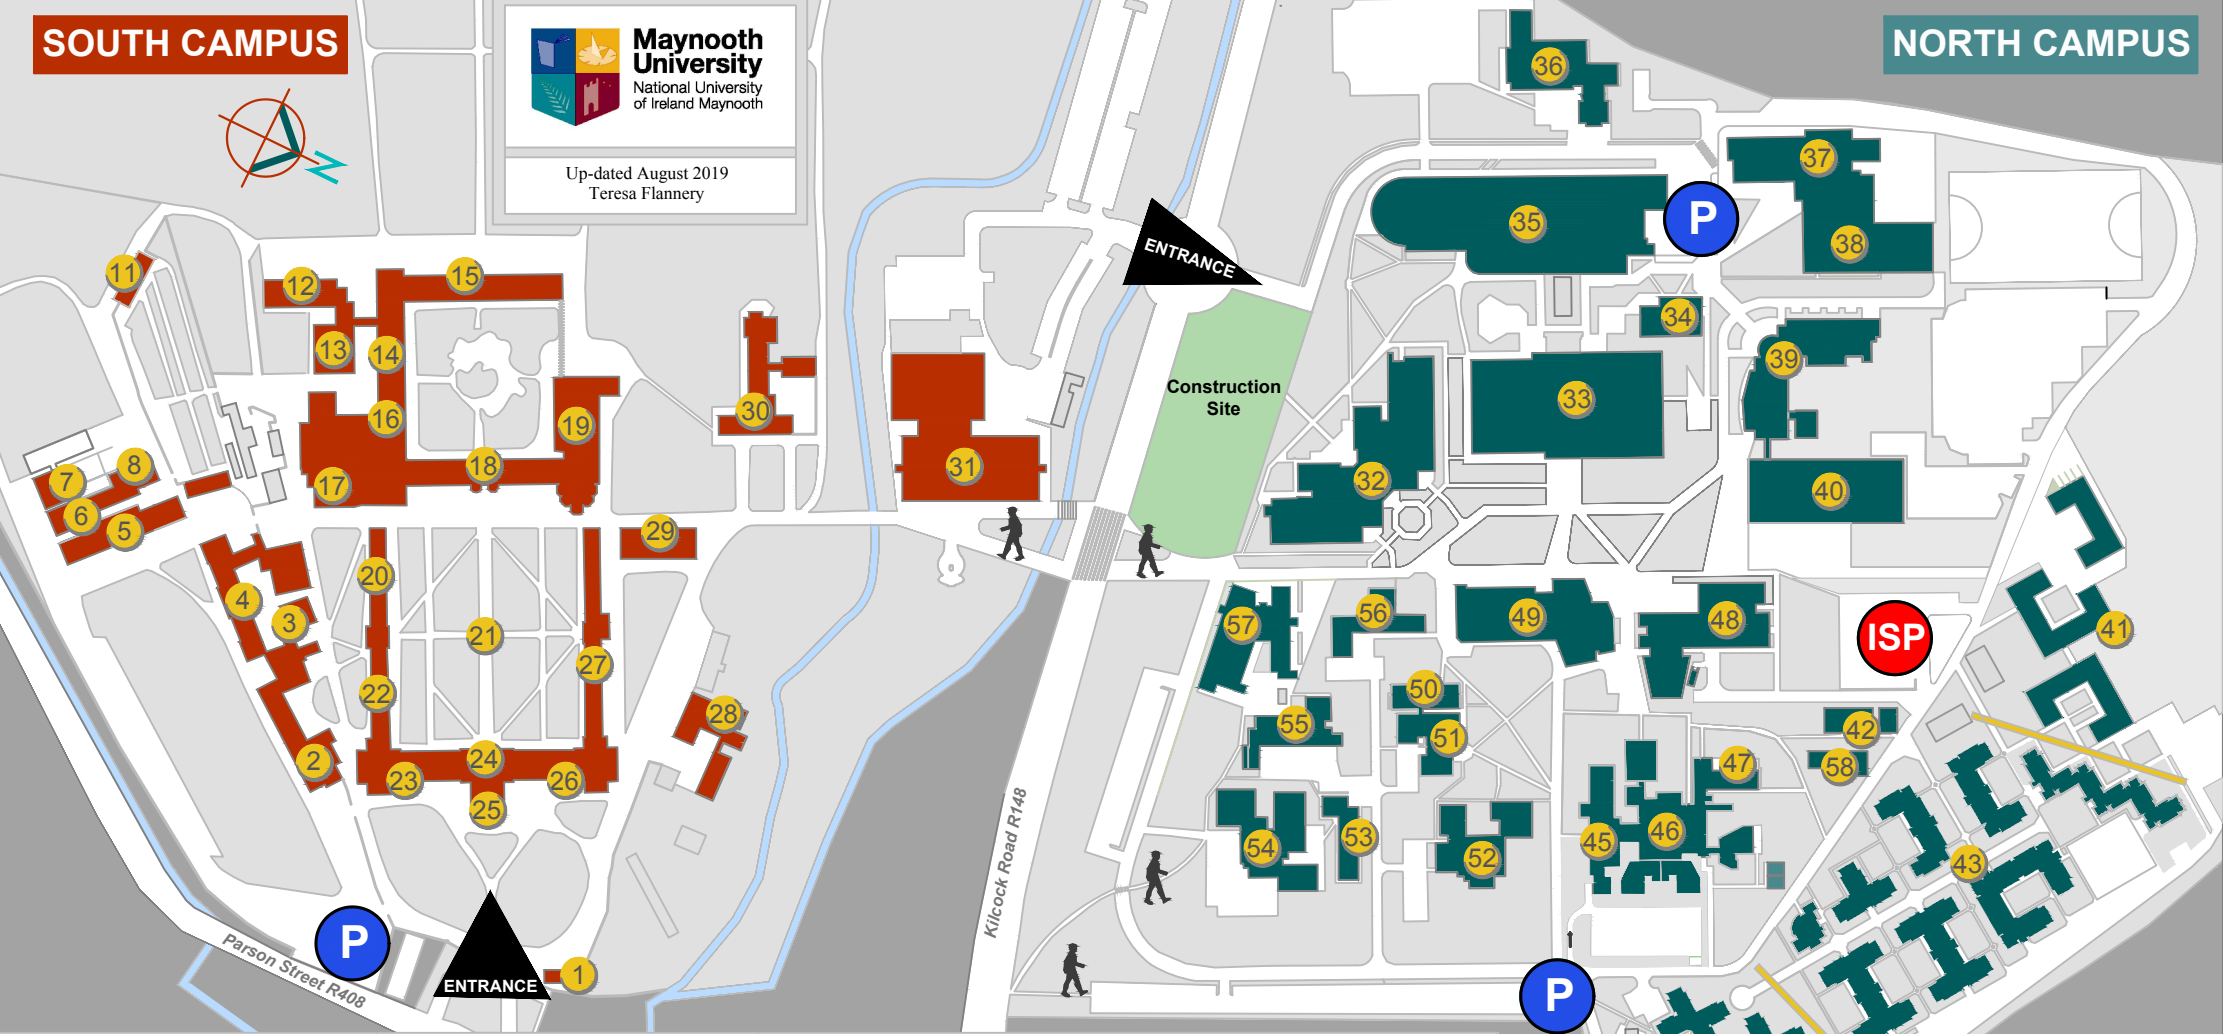 SOUTH CAMPUS
Maynooth
University
National University
of Ireland Maynooth
Up-dated August 2019
Teresa Flannery
NORTH CAMPUS
N
36
37
P
35
38
ENTRANCE
11
12
15
34
13
14
39
Construction
Site
33
16
30
19
17
18
31
32
40
7
8
6
5
29
20
4
3
21
27
22
28
2
24
23
26
25
57
56
49
48
ISP
41
50
55
51
42
47
58
54
53
52
45
46
43
Kilcock Road R148
P
Parson Street R408
ENTRANCE
1
P